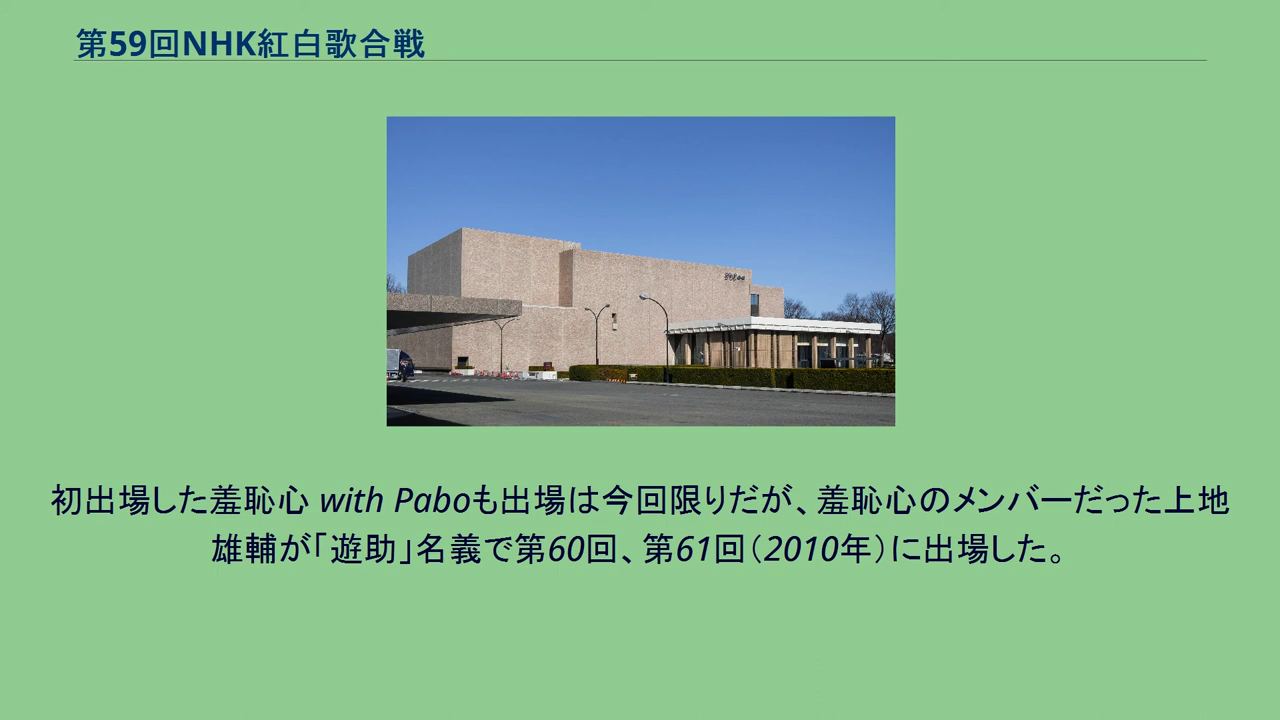 第59回NHK紅白歌合戦
初出場した羞恥心 with Paboも出場は今回限りだが、羞恥心のメンバーだった上地
雄輔が「遊助」名義で第60回、第61回（2010年）に出場した。